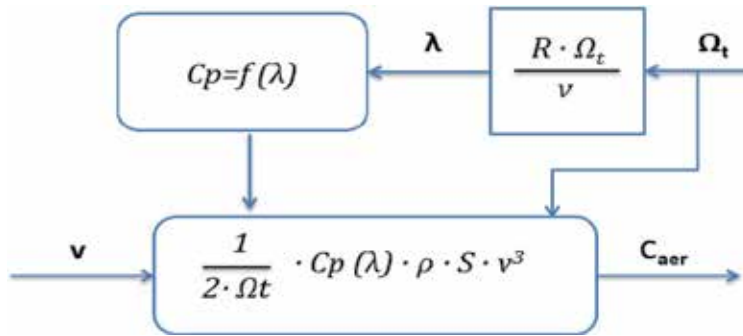 λ
Ωₜ
Cp=f(λ)
R · Ωₜ
v
v
1
2· Ωt
· Cp (λ) · ρ · S · v³
Cₐₑᵣ